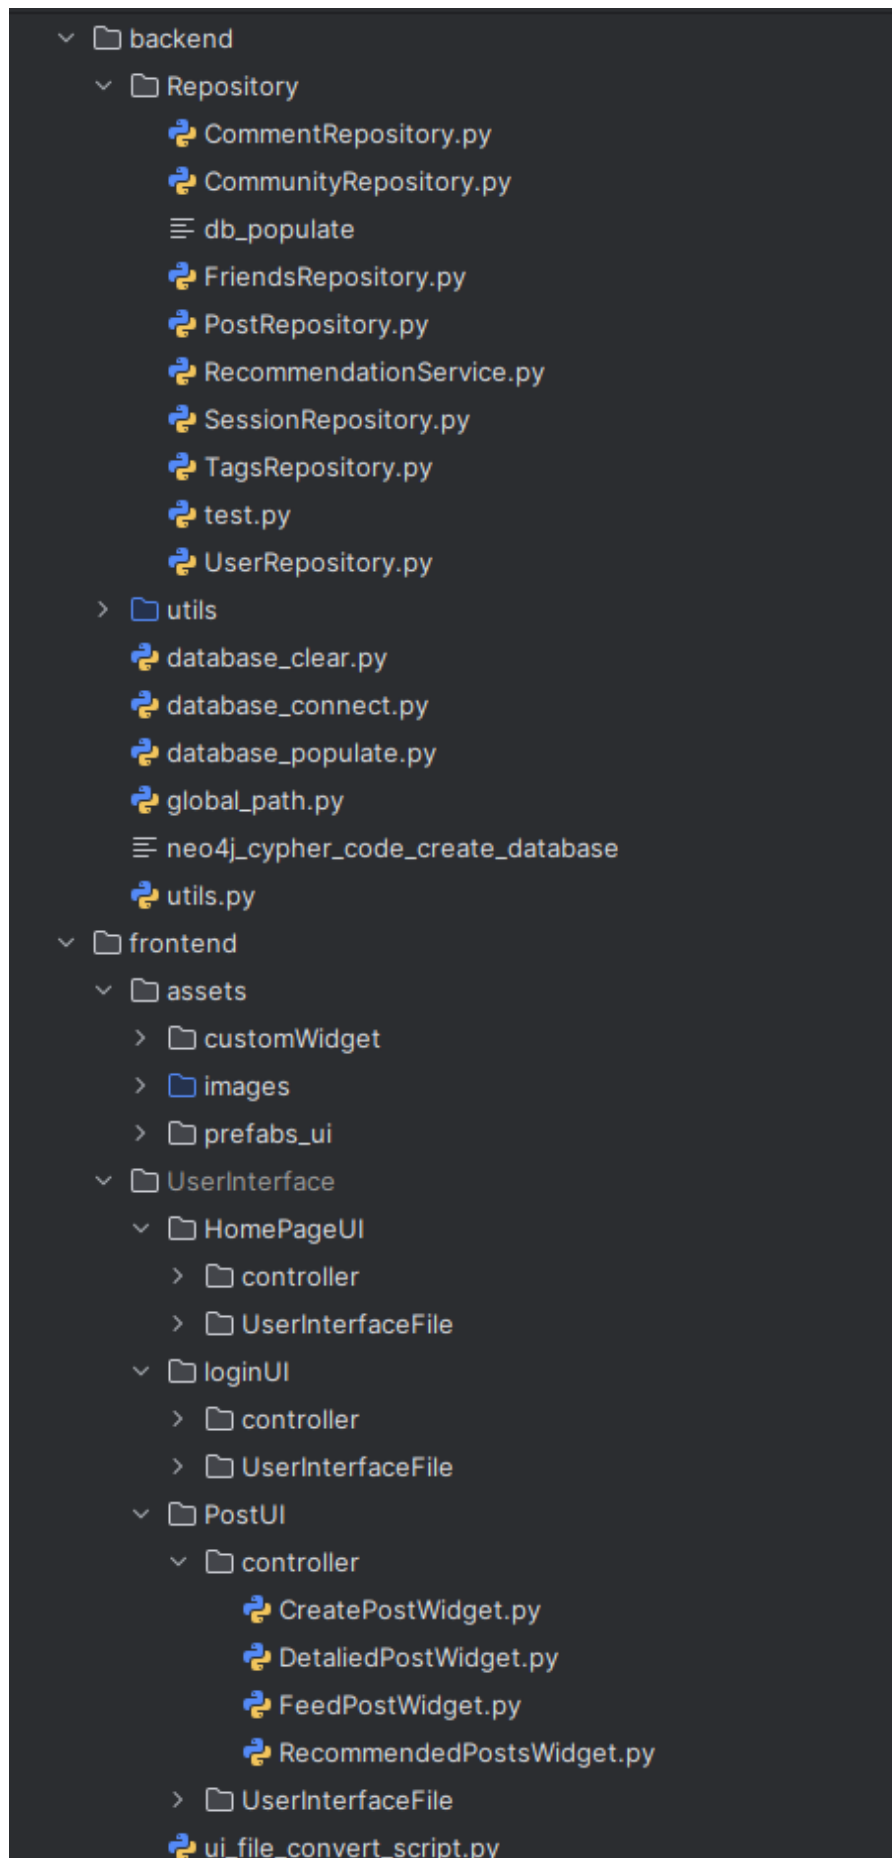 backend
Repository
CommentRepository.py
CommunityRepository.py
db_populate
FriendsRepository.py
PostRepository.py
RecommendationService.py
SessionRepository.py
TagsRepository.py
test.py
UserRepository.py
utils
database_clear.py
database_connect.py
database_populate.py
global_path.py
neo4j_cypher_code_create_database
utils.py
frontend
assets
customWidget
images
prefabs_ui
UserInterface
HomePageUI
controller
UserInterfaceFile
loginUI
controller
UserInterfaceFile
PostUI
controller
CreatePostWidget.py
DetaliedPostWidget.py
FeedPostWidget.py
RecommendedPostsWidget.py
UserInterfaceFile
ui_file_convert_script.py